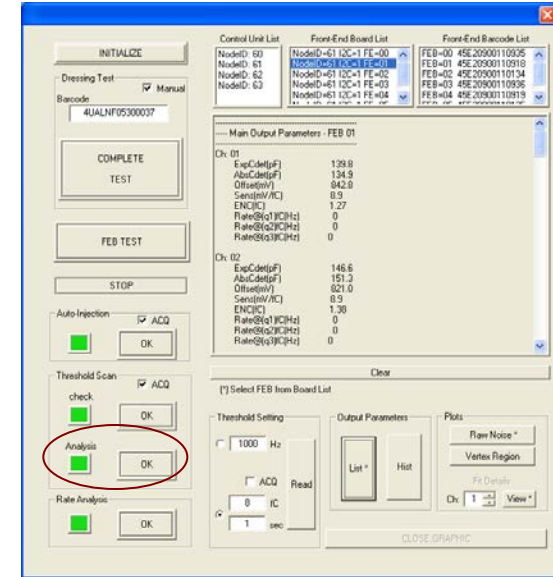 INITIALIZE
Dressing Test
Manual
Barcode
4UALNF05300037
COMPLETE
TEST
FEB TEST
STOP
Auto-Injection
ACQ
OK
Threshold Scan
ACQ
check
OK
Analysis
OK
Rate Analysis
OK
Control Unit List
NodeID: 60
NodeID: 61
NodeID: 62
NodeID: 63
Front-End Board List
NodeID=61 I2C=1 FE=00
NodeID=61 I2C=1 FE=01
NodeID=61 I2C=1 FE=02
NodeID=61 I2C=1 FE=03
NodeID=61 I2C=1 FE=04
Front-End Barcode List
FEB=00 45E20900110935
FEB=01 45E20900110918
FEB=02 45E20900110134
FEB=03 45E20900110936
FEB=04 45E20900110919
---- Main Output Parameters - FEB 01
Ch: 01
ExpCdet(pF) 139.8
AbsCdet(pF) 134.9
Offset(mV) 842.8
Sens(mV/fC) 8.9
ENC(fC) 1.27
Rate@(q1)fC(Hz) 0
Rate@(q2)fC(Hz) 0
Rate@(q3)fC(Hz) 0
Ch: 02
ExpCdet(pF) 146.6
AbsCdet(pF) 151.3
Offset(mV) 821.0
Sens(mV/fC) 8.9
ENC(fC) 1.38
Rate@(q1)fC(Hz) 0
Rate@(q2)fC(Hz) 0
Rate@(q3)fC(Hz) 0
Clear
(*) Select FEB from Board List
Threshold Setting
1000 Hz
ACQ
8 fC
1 sec
Read
Output Parameters
List *
Hist
Plots
Raw Noise *
Vertex Region
Fit Details
Ch: 1 View *
CLOSE GRAPHIC